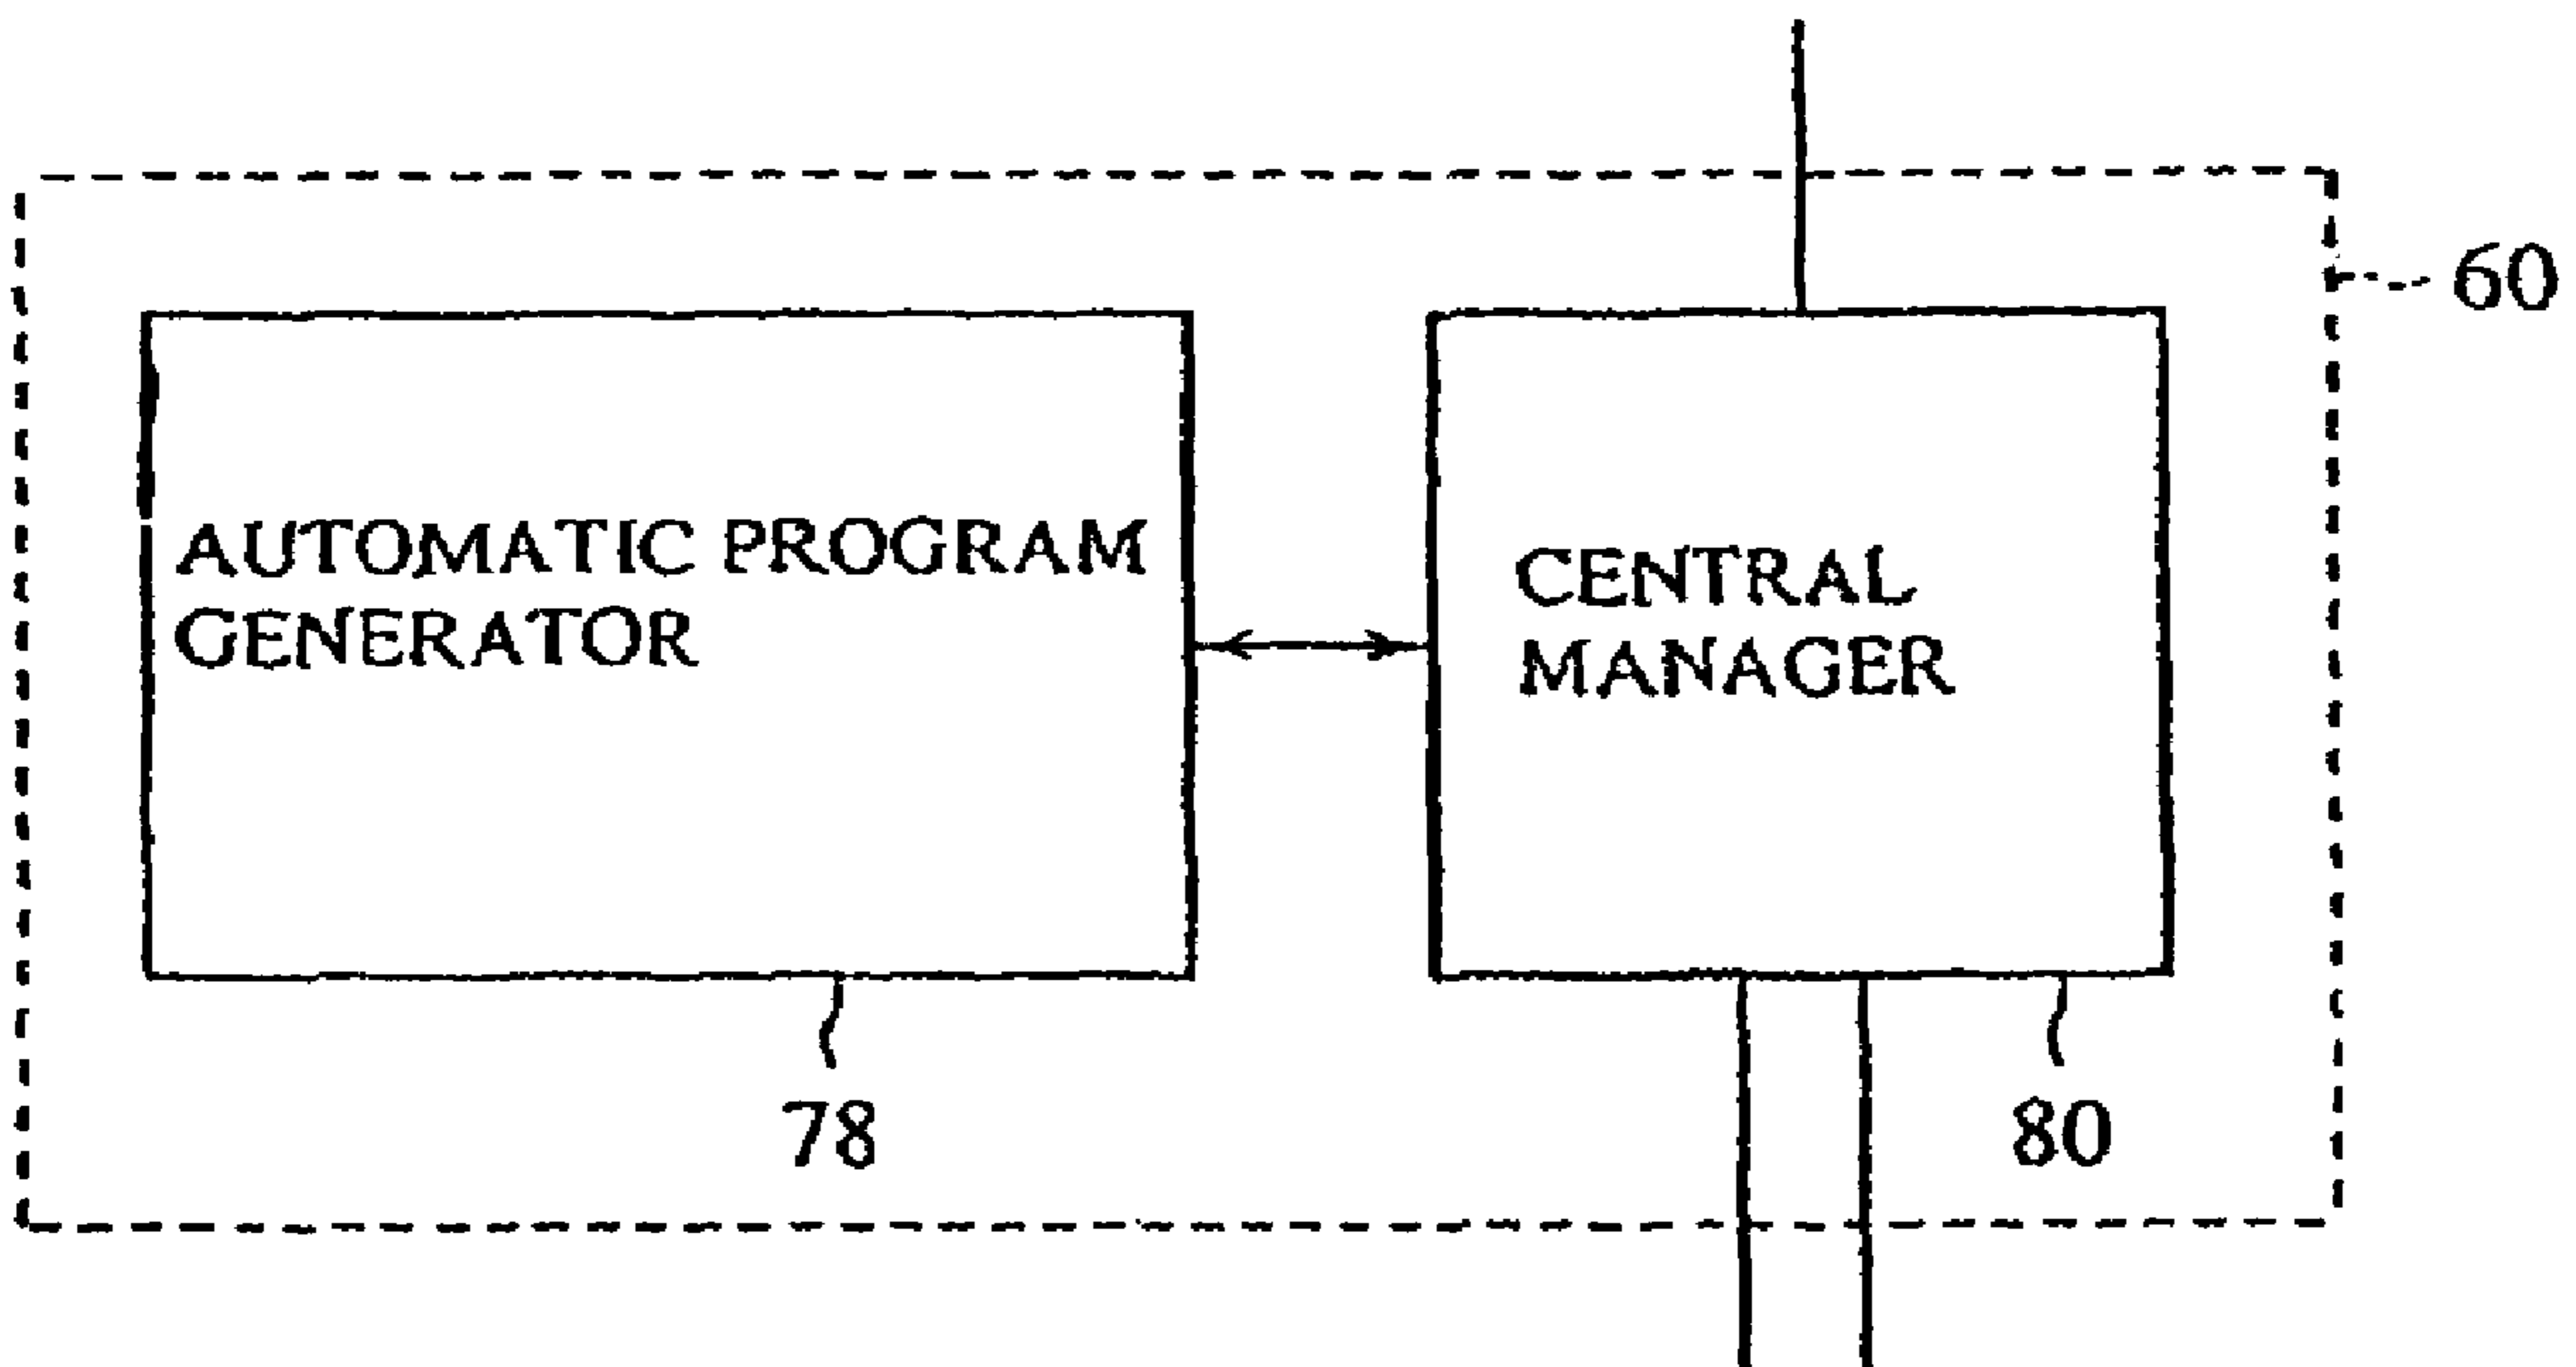 60
AUTOMATIC PROGRAM
GENERATOR
CENTRAL
MANAGER
78
80